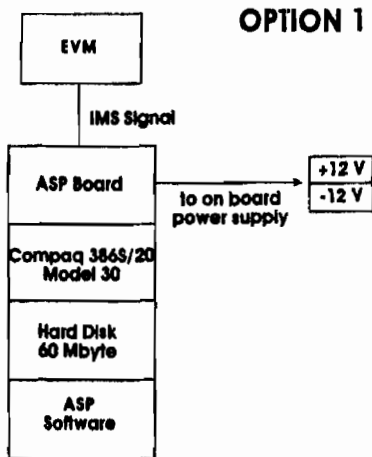 OPTION 1
EVM
IMS Signal
ASP Board
to on board
power supply
+12 V
-12 V
Compaq 386S/20
Model 30
Hard Disk
60 Mbyte
ASP
Software